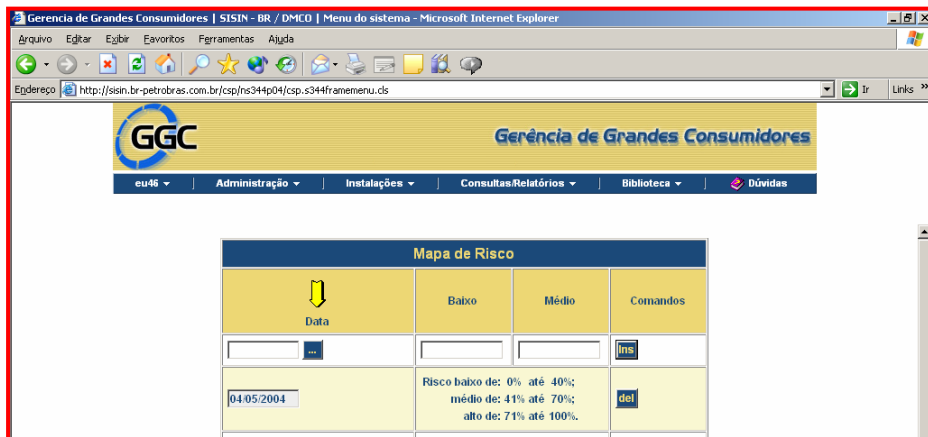 Gerencia de Grandes Consumidores | SISIN - BR / DMCO | Menu do sistema - Microsoft Internet Explorer
Arquivo Editar Exibir Favoritos Ferramentas Ajuda
Endereço http://sisin.br-petrobras.com.br/csp/ns344p04/csp.s344framemenu.cls Ir Links »
GGC Gerência de Grandes Consumidores
eu46 | Administração | Instalações | Consultas/Relatórios | Biblioteca | Dúvidas
Mapa de Risco
Data Baixo Médio Comandos
... Ins
Risco baixo de: 0% até 40%;
04/05/2004 médio de: 41% até 70%; del
alto de: 71% até 100%.